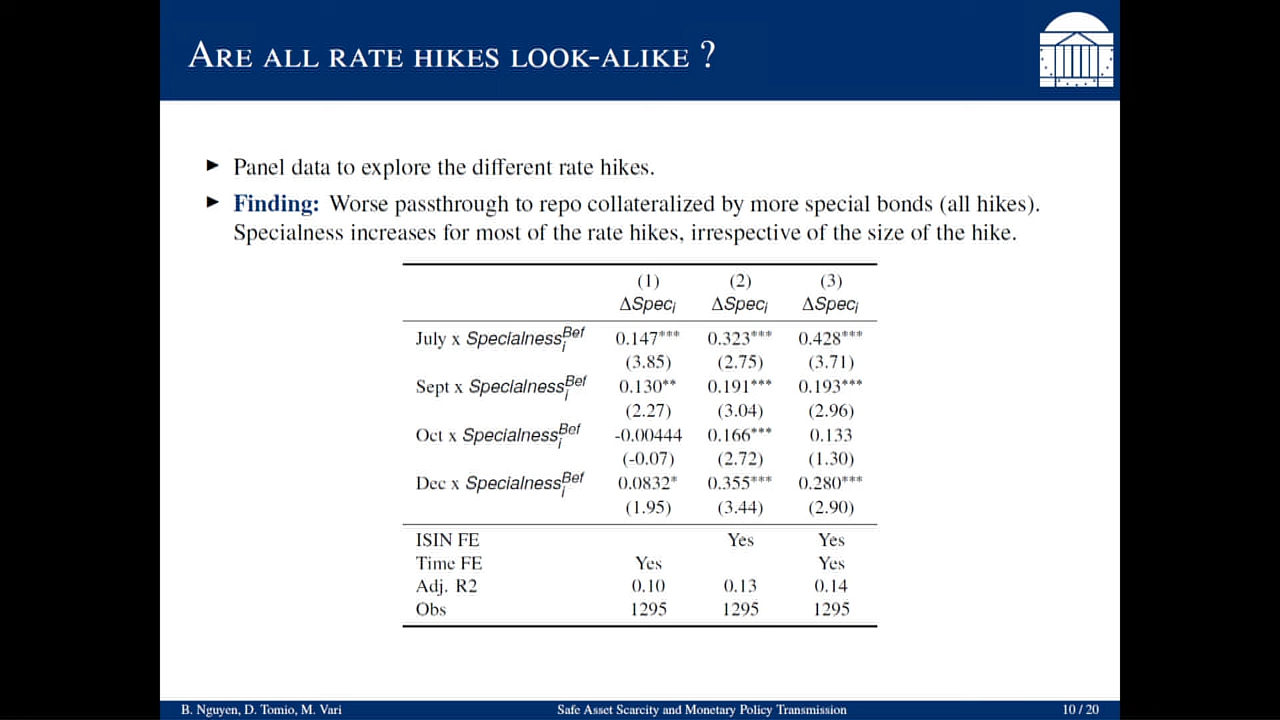 ARE ALL RATE HIKES LOOK-ALIKE ?
► Panel data to explore the different rate hikes.
► Finding: Worse passthrough to repo collateralized by more special bonds (all hikes).
Specialness increases for most of the rate hikes, irrespective of the size of the hike.
(1) (2) (3)
ΔSpec_i ΔSpec_i ΔSpec_i
July x Specialness_i^Bef 0.147*** 0.323*** 0.428***
(3.85) (2.75) (3.71)
Sept x Specialness_i^Bef 0.130** 0.191*** 0.193***
(2.27) (3.04) (2.96)
Oct x Specialness_i^Bef -0.00444 0.166*** 0.133
(-0.07) (2.72) (1.30)
Dec x Specialness_i^Bef 0.0832* 0.355*** 0.280***
(1.95) (3.44) (2.90)
ISIN FE Yes Yes
Time FE Yes Yes
Adj. R2 0.10 0.13 0.14
Obs 1295 1295 1295
B. Nguyen, D. Tomio, M. Vari Safe Asset Scarcity and Monetary Policy Transmission 10 / 20